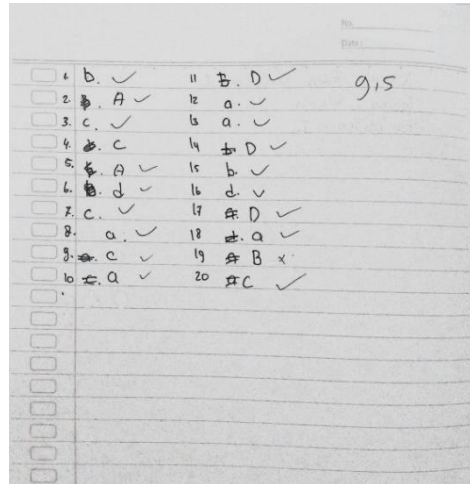 No.
Date:
9,5
1. b. ✓
2. A ✓
3. c. ✓
4. c
5. A ✓
6. d ✓
7. c. ✓
8. a. ✓
9. c ✓
10 a ✓
11 B. D ✓
12 a. ✓
13 a. ✓
14 b D ✓
15 b. ✓
16 d. ✓
17 D ✓
18 d. a ✓
19 B x
20 C ✓